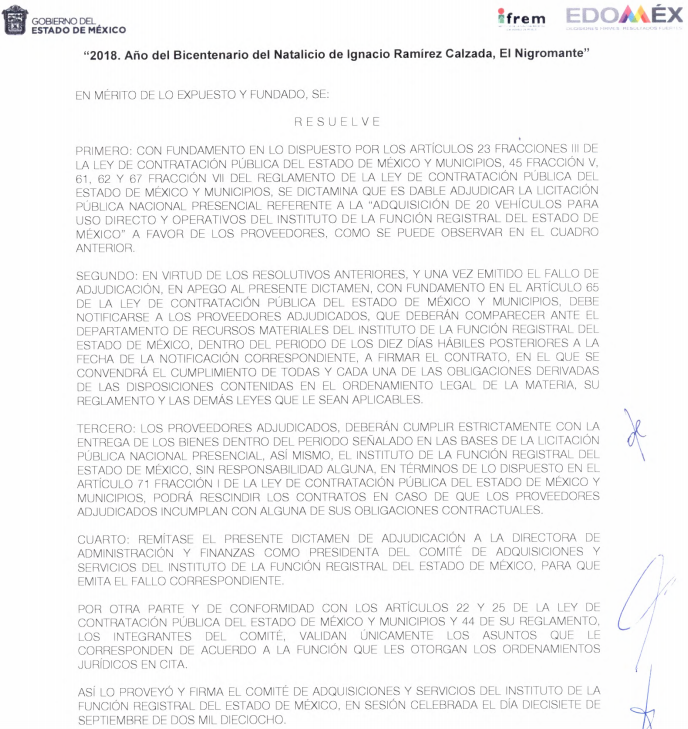 GOBIERNO DEL
ESTADO DE MÉXICO
ifrem
EDOMÉX
"2018. Año del Bicentenario del Natalicio de Ignacio Ramírez Calzada, El Nigromante"
EN MÉRITO DE LO EXPUESTO Y FUNDADO, SE:
R E S U E L V E
PRIMERO: CON FUNDAMENTO EN LO DISPUESTO POR LOS ARTÍCULOS 23 FRACCIONES III DE
LA LEY DE CONTRATACIÓN PÚBLICA DEL ESTADO DE MÉXICO Y MUNICIPIOS, 45 FRACCIÓN V,
61, 62 Y 67 FRACCIÓN VII DEL REGLAMENTO DE LA LEY DE CONTRATACIÓN PÚBLICA DEL
ESTADO DE MÉXICO Y MUNICIPIOS, SE DICTAMINA QUE ES DABLE ADJUDICAR LA LICITACIÓN
PÚBLICA NACIONAL PRESENCIAL REFERENTE A LA "ADQUISICIÓN DE 20 VEHÍCULOS PARA
USO DIRECTO Y OPERATIVOS DEL INSTITUTO DE LA FUNCIÓN REGISTRAL DEL ESTADO DE
MÉXICO" A FAVOR DE LOS PROVEEDORES, COMO SE PUEDE OBSERVAR EN EL CUADRO
ANTERIOR.
SEGUNDO: EN VIRTUD DE LOS RESOLUTIVOS ANTERIORES, Y UNA VEZ EMITIDO EL FALLO DE
ADJUDICACIÓN, EN APEGO AL PRESENTE DICTAMEN, CON FUNDAMENTO EN EL ARTÍCULO 65
DE LA LEY DE CONTRATACIÓN PÚBLICA DEL ESTADO DE MÉXICO Y MUNICIPIOS, DEBE
NOTIFICARSE A LOS PROVEEDORES ADJUDICADOS, QUE DEBERÁN COMPARECER ANTE EL
DEPARTAMENTO DE RECURSOS MATERIALES DEL INSTITUTO DE LA FUNCIÓN REGISTRAL DEL
ESTADO DE MÉXICO, DENTRO DEL PERIODO DE LOS DIEZ DÍAS HÁBILES POSTERIORES A LA
FECHA DE LA NOTIFICACIÓN CORRESPONDIENTE, A FIRMAR EL CONTRATO, EN EL QUE SE
CONVENDRÁ EL CUMPLIMIENTO DE TODAS Y CADA UNA DE LAS OBLIGACIONES DERIVADAS
DE LAS DISPOSICIONES CONTENIDAS EN EL ORDENAMIENTO LEGAL DE LA MATERIA, SU
REGLAMENTO Y LAS DEMÁS LEYES QUE LE SEAN APLICABLES.
TERCERO: LOS PROVEEDORES ADJUDICADOS, DEBERÁN CUMPLIR ESTRICTAMENTE CON LA
ENTREGA DE LOS BIENES DENTRO DEL PERIODO SEÑALADO EN LAS BASES DE LA LICITACIÓN
PÚBLICA NACIONAL PRESENCIAL, ASÍ MISMO, EL INSTITUTO DE LA FUNCIÓN REGISTRAL DEL
ESTADO DE MÉXICO, SIN RESPONSABILIDAD ALGUNA, EN TÉRMINOS DE LO DISPUESTO EN EL
ARTÍCULO 71 FRACCIÓN I DE LA LEY DE CONTRATACIÓN PÚBLICA DEL ESTADO DE MÉXICO Y
MUNICIPIOS, PODRÁ RESCINDIR LOS CONTRATOS EN CASO DE QUE LOS PROVEEDORES
ADJUDICADOS INCUMPLAN CON ALGUNA DE SUS OBLIGACIONES CONTRACTUALES.
CUARTO: REMÍTASE EL PRESENTE DICTAMEN DE ADJUDICACIÓN A LA DIRECTORA DE
ADMINISTRACIÓN Y FINANZAS COMO PRESIDENTA DEL COMITÉ DE ADQUISICIONES Y
SERVICIOS DEL INSTITUTO DE LA FUNCIÓN REGISTRAL DEL ESTADO DE MÉXICO, PARA QUE
EMITA EL FALLO CORRESPONDIENTE.
POR OTRA PARTE Y DE CONFORMIDAD CON LOS ARTÍCULOS 22 Y 25 DE LA LEY DE
CONTRATACIÓN PÚBLICA DEL ESTADO DE MÉXICO Y MUNICIPIOS Y 44 DE SU REGLAMENTO,
LOS INTEGRANTES DEL COMITÉ, VALIDAN ÚNICAMENTE LOS ASUNTOS QUE LE
CORRESPONDEN DE ACUERDO A LA FUNCIÓN QUE LES OTORGAN LOS ORDENAMIENTOS
JURÍDICOS EN CITA.
ASÍ LO PROVEYÓ Y FIRMA EL COMITÉ DE ADQUISICIONES Y SERVICIOS DEL INSTITUTO DE LA
FUNCIÓN REGISTRAL DEL ESTADO DE MÉXICO, EN SESIÓN CELEBRADA EL DÍA DIECISIETE DE
SEPTIEMBRE DE DOS MIL DIECIOCHO.